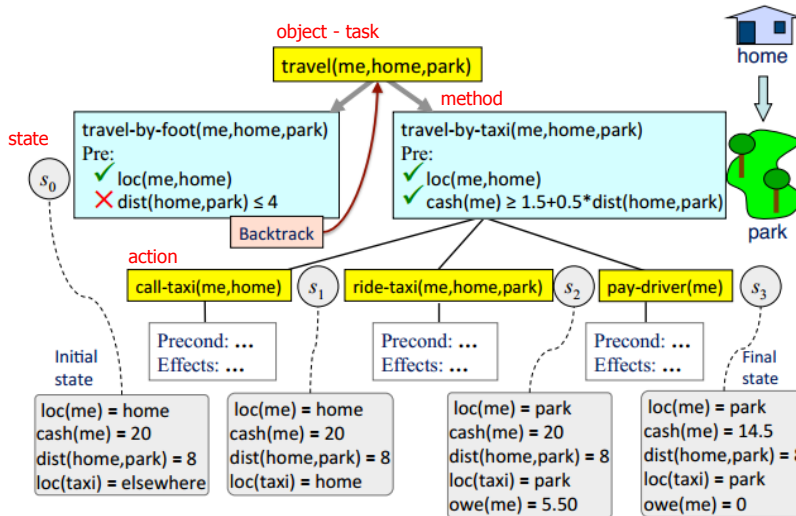 object - task
travel(me,home,park)
home
method
state
travel-by-foot(me,home,park)
Pre:
loc(me,home)
dist(home,park) ≤ 4
Backtrack
travel-by-taxi(me,home,park)
Pre:
loc(me,home)
cash(me) ≥ 1.5+0.5*dist(home,park)
park
s0
action
call-taxi(me,home)
s1
ride-taxi(me,home,park)
s2
pay-driver(me)
s3
Precond: ...
Effects: ...
Precond: ...
Effects: ...
Precond: ...
Effects: ...
Initial
state
Final
state
loc(me) = home
cash(me) = 20
dist(home,park) = 8
loc(taxi) = elsewhere
loc(me) = home
cash(me) = 20
dist(home,park) = 8
loc(taxi) = home
loc(me) = park
cash(me) = 20
dist(home,park) = 8
loc(taxi) = park
owe(me) = 5.50
loc(me) = park
cash(me) = 14.5
dist(home,park) = 8
loc(taxi) = park
owe(me) = 0